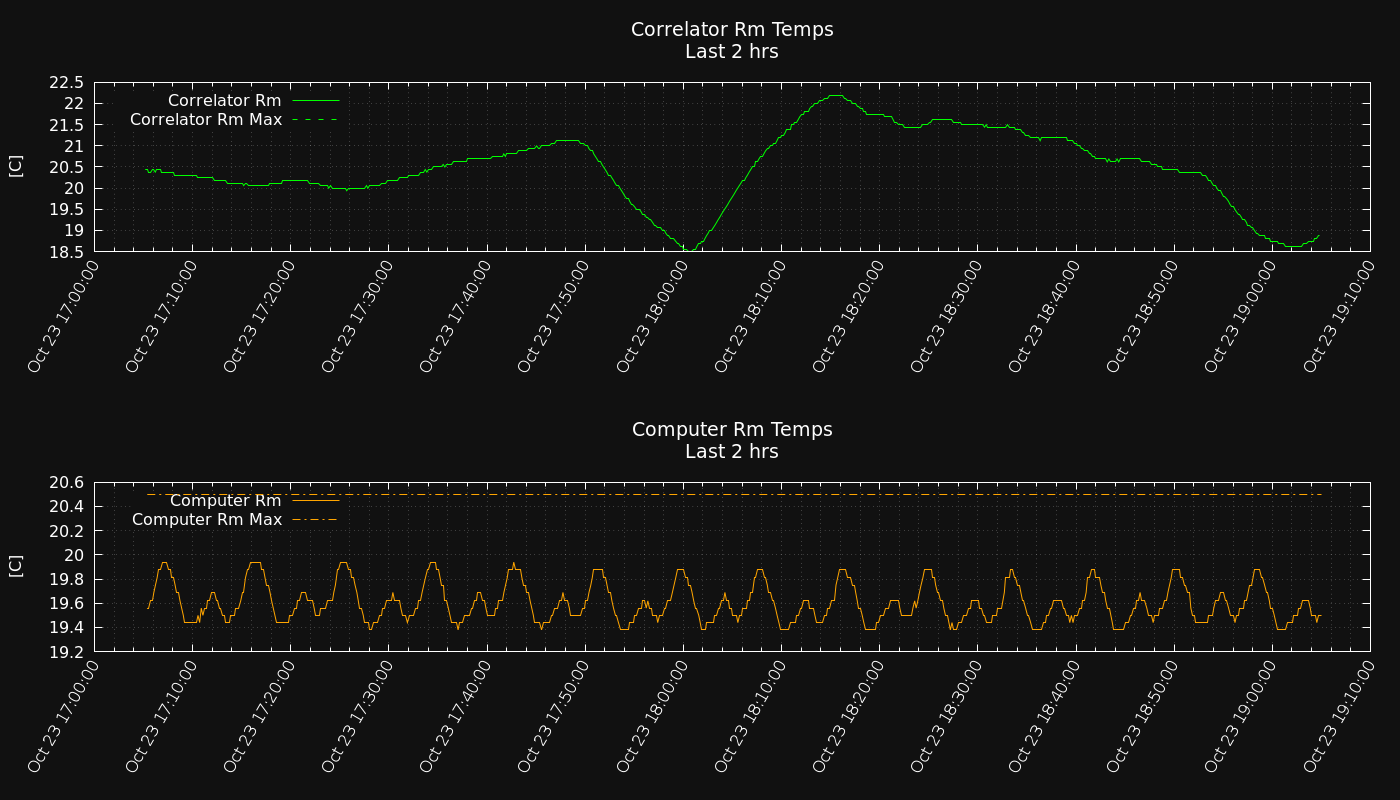 Correlator Rm Temps
Last 2 hrs
22.5
22
21.5
21
20.5
20
19.5
19
18.5
[C]
Correlator Rm
Correlator Rm Max
Oct 23 17:00:00
Oct 23 17:10:00
Oct 23 17:20:00
Oct 23 17:30:00
Oct 23 17:40:00
Oct 23 17:50:00
Oct 23 18:00:00
Oct 23 18:10:00
Oct 23 18:20:00
Oct 23 18:30:00
Oct 23 18:40:00
Oct 23 18:50:00
Oct 23 19:00:00
Oct 23 19:10:00
Computer Rm Temps
Last 2 hrs
20.6
20.4
20.2
20
19.8
19.6
19.4
19.2
[C]
Computer Rm
Computer Rm Max
Oct 23 17:00:00
Oct 23 17:10:00
Oct 23 17:20:00
Oct 23 17:30:00
Oct 23 17:40:00
Oct 23 17:50:00
Oct 23 18:00:00
Oct 23 18:10:00
Oct 23 18:20:00
Oct 23 18:30:00
Oct 23 18:40:00
Oct 23 18:50:00
Oct 23 19:00:00
Oct 23 19:10:00